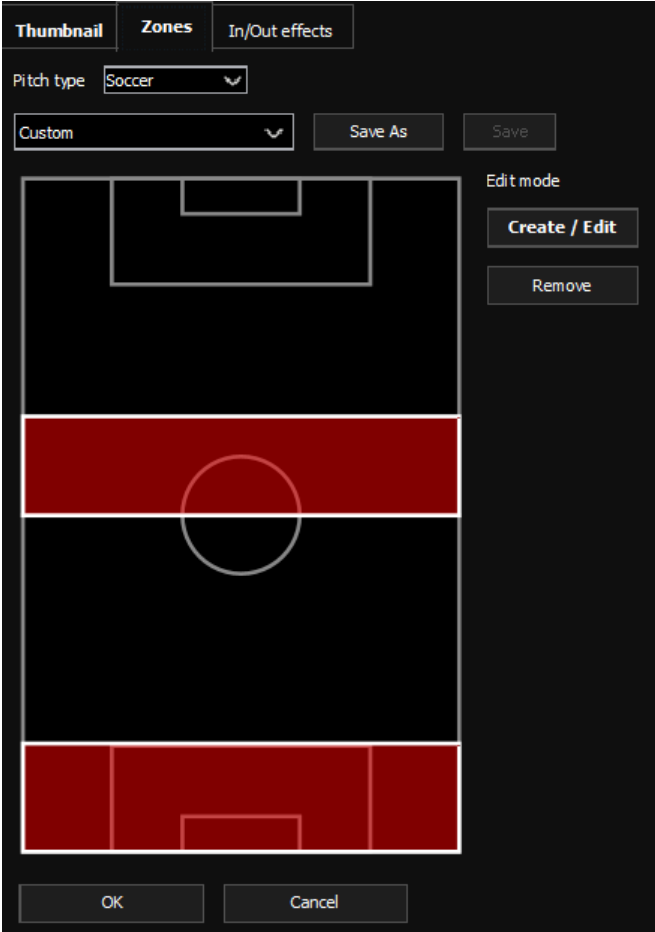 Thumbnail Zones In/Out effects
Pitch type Soccer
Custom Save As Save
Edit mode
Create / Edit
Remove
OK Cancel